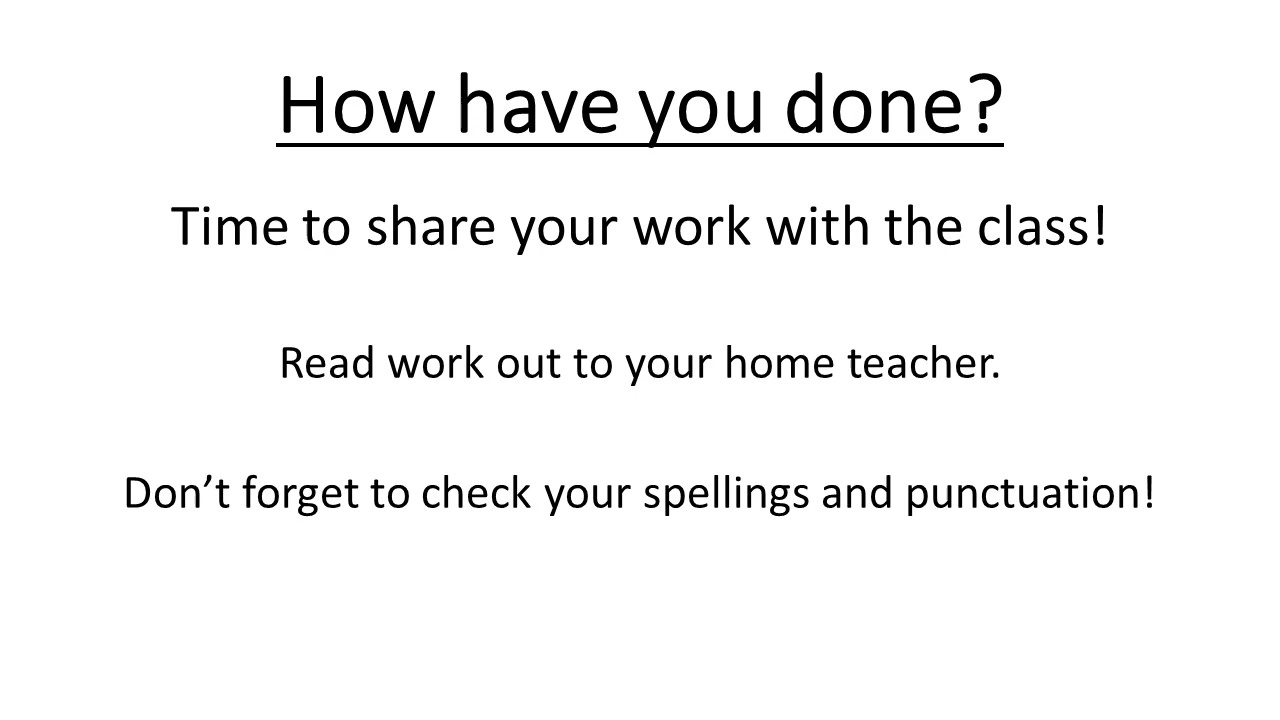 How have you done?
Time to share your work with the class!
Read work out to your home teacher.
Don’t forget to check your spellings and punctuation!